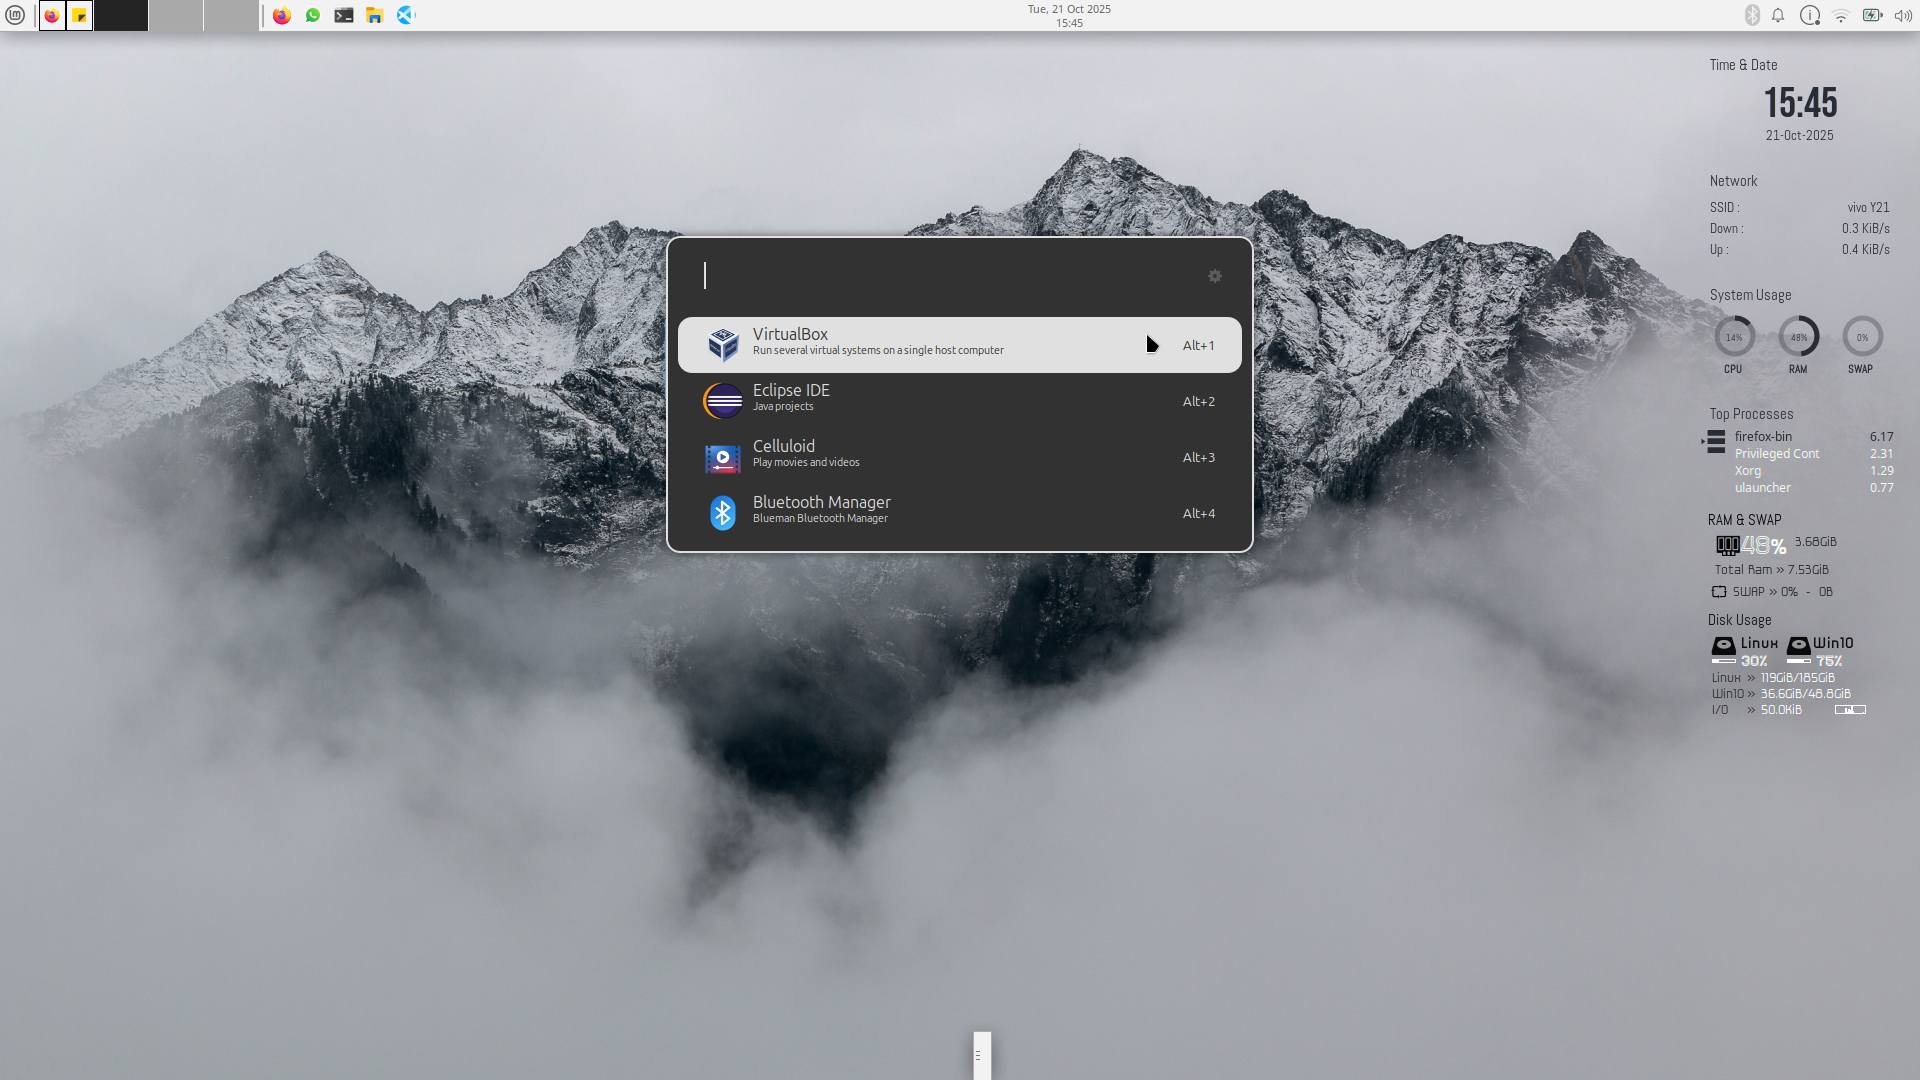 Tue, 21 Oct 2025
15:45
Time & Date
15:45
21-Oct-2025
Network
SSID : vivo Y21
Down : 0.3 KiB/s
Up : 0.4 KiB/s
System Usage
14% 48% 0%
CPU RAM SWAP
Top Processes
firefox-bin 6.17
Privileged Cont 2.31
Xorg 1.29
ulauncher 0.77
RAM & SWAP
48% 3.68GiB
Total Ram » 7.53GiB
SWAP » 0% - 0B
Disk Usage
Linux Win10
30% 75%
Linux » 119GiB/185GiB
Win10 » 36.6GiB/48.8GiB
I/O » 50.0KiB
VirtualBox
Run several virtual systems on a single host computer
Alt+1
Eclipse IDE
Java projects
Alt+2
Celluloid
Play movies and videos
Alt+3
Bluetooth Manager
Blueman Bluetooth Manager
Alt+4